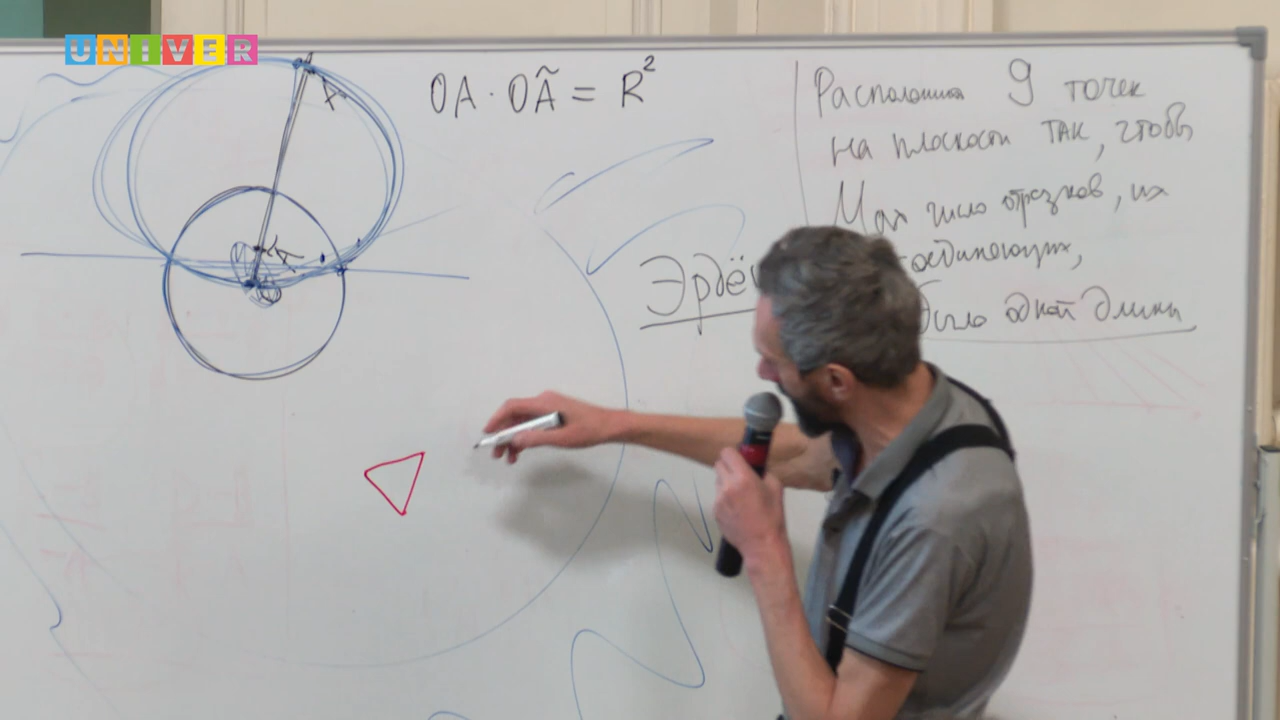 UNIVER
OA · OÃ = R²
A
Ã
Расположить 9 точек
на плоскости так, чтобы
Мах число отрезков, их
соединяющих,
было одной длины
Эрдё